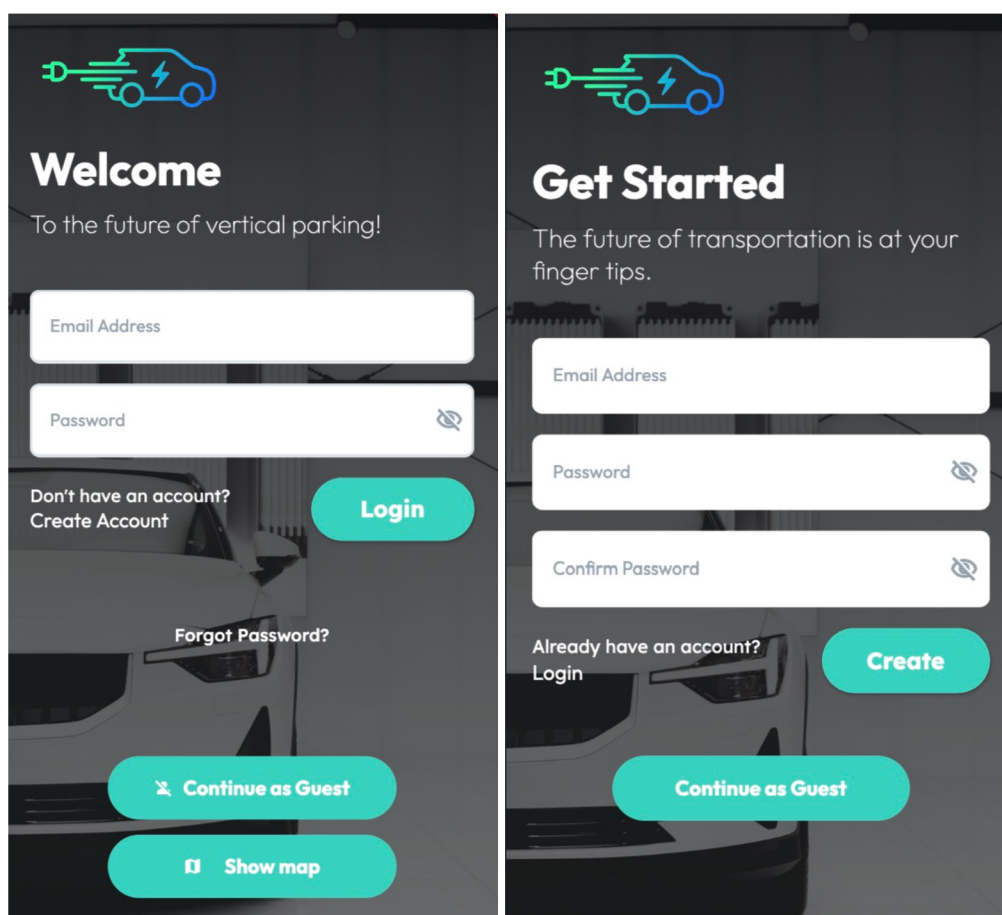 Welcome
To the future of vertical parking!
Email Address
Password
Don't have an account?
Create Account
Login
Forgot Password?
Continue as Guest
Show map
Get Started
The future of transportation is at your
finger tips.
Email Address
Password
Confirm Password
Already have an account?
Login
Create
Continue as Guest